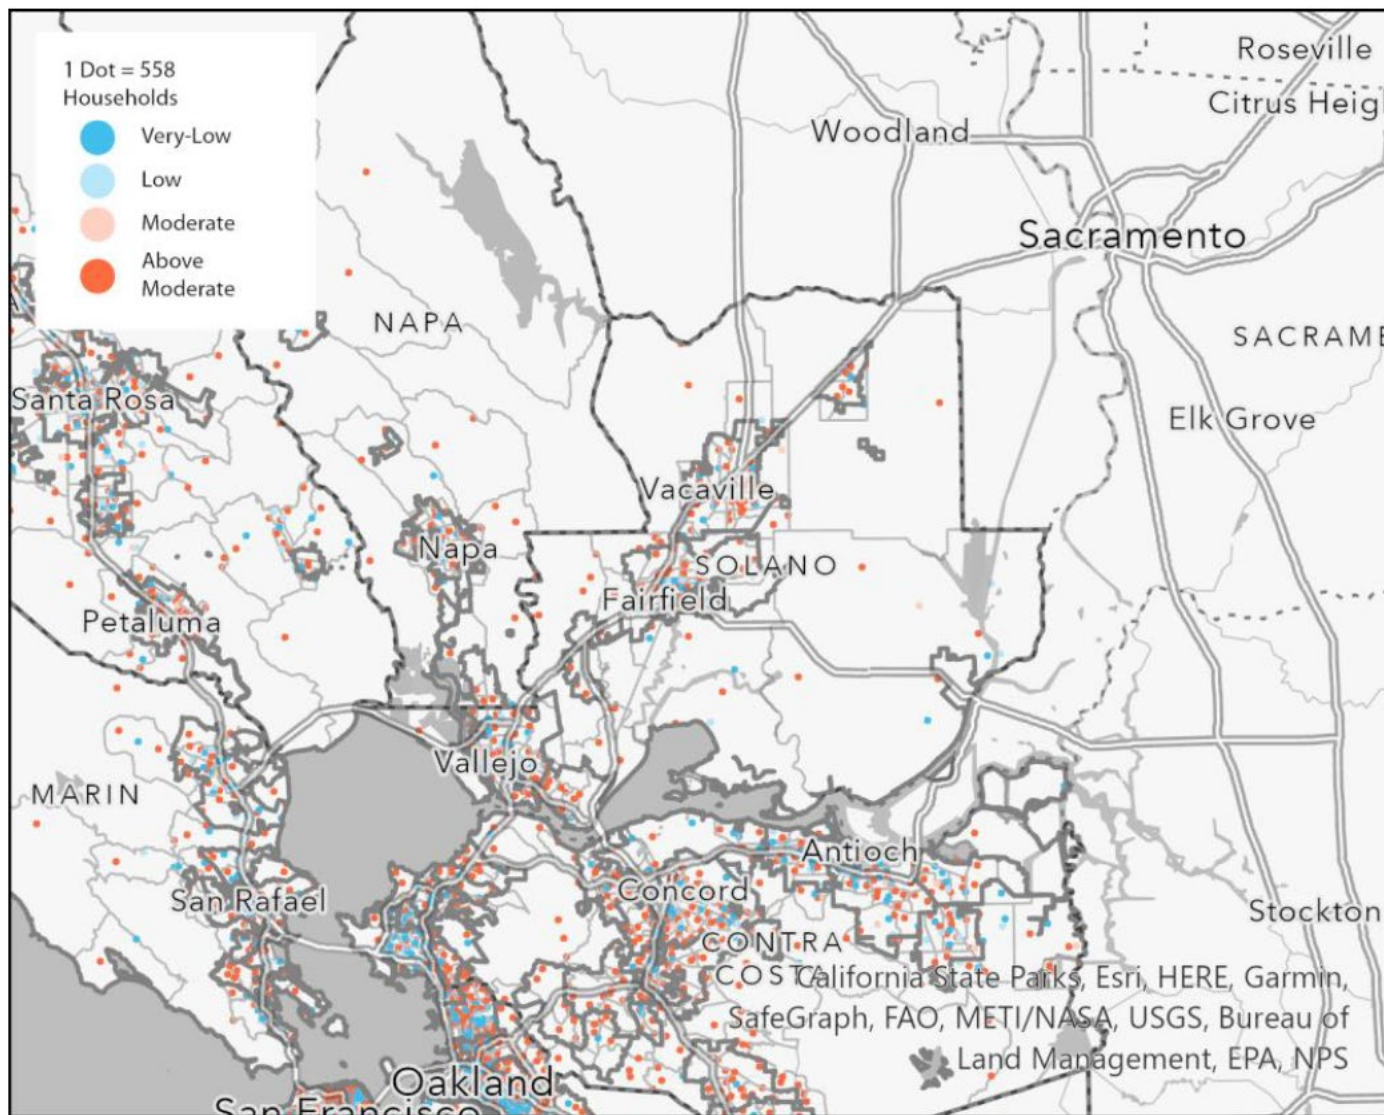 1 Dot = 558
Households
Very-Low
Low
Moderate
Above
Moderate
Roseville
Citrus Heig
Woodland
Sacramento
NAPA
SACRAME
Santa Rosa
Elk Grove
Vacaville
Napa
SOLANO
Fairfield
Petaluma
Vallejo
MARIN
Antioch
Concord
San Rafael
Stockton
CONTRA
COSTA
California State Parks, Esri, HERE, Garmin,
SafeGraph, FAO, METI/NASA, USGS, Bureau of
Land Management, EPA, NPS
Oakland
San Francisco